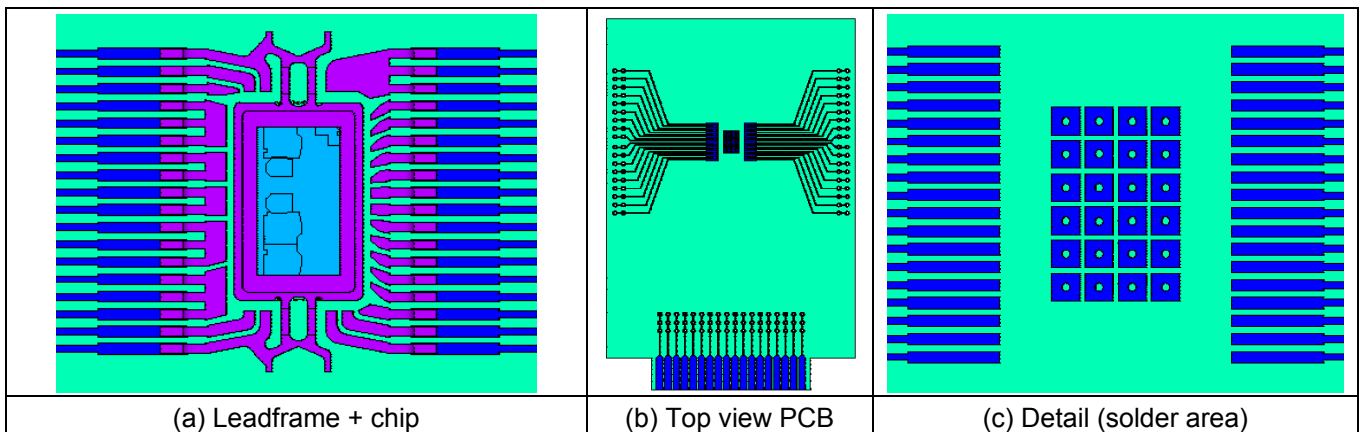 (a) Leadframe + chip
(b) Top view PCB
(c) Detail (solder area)